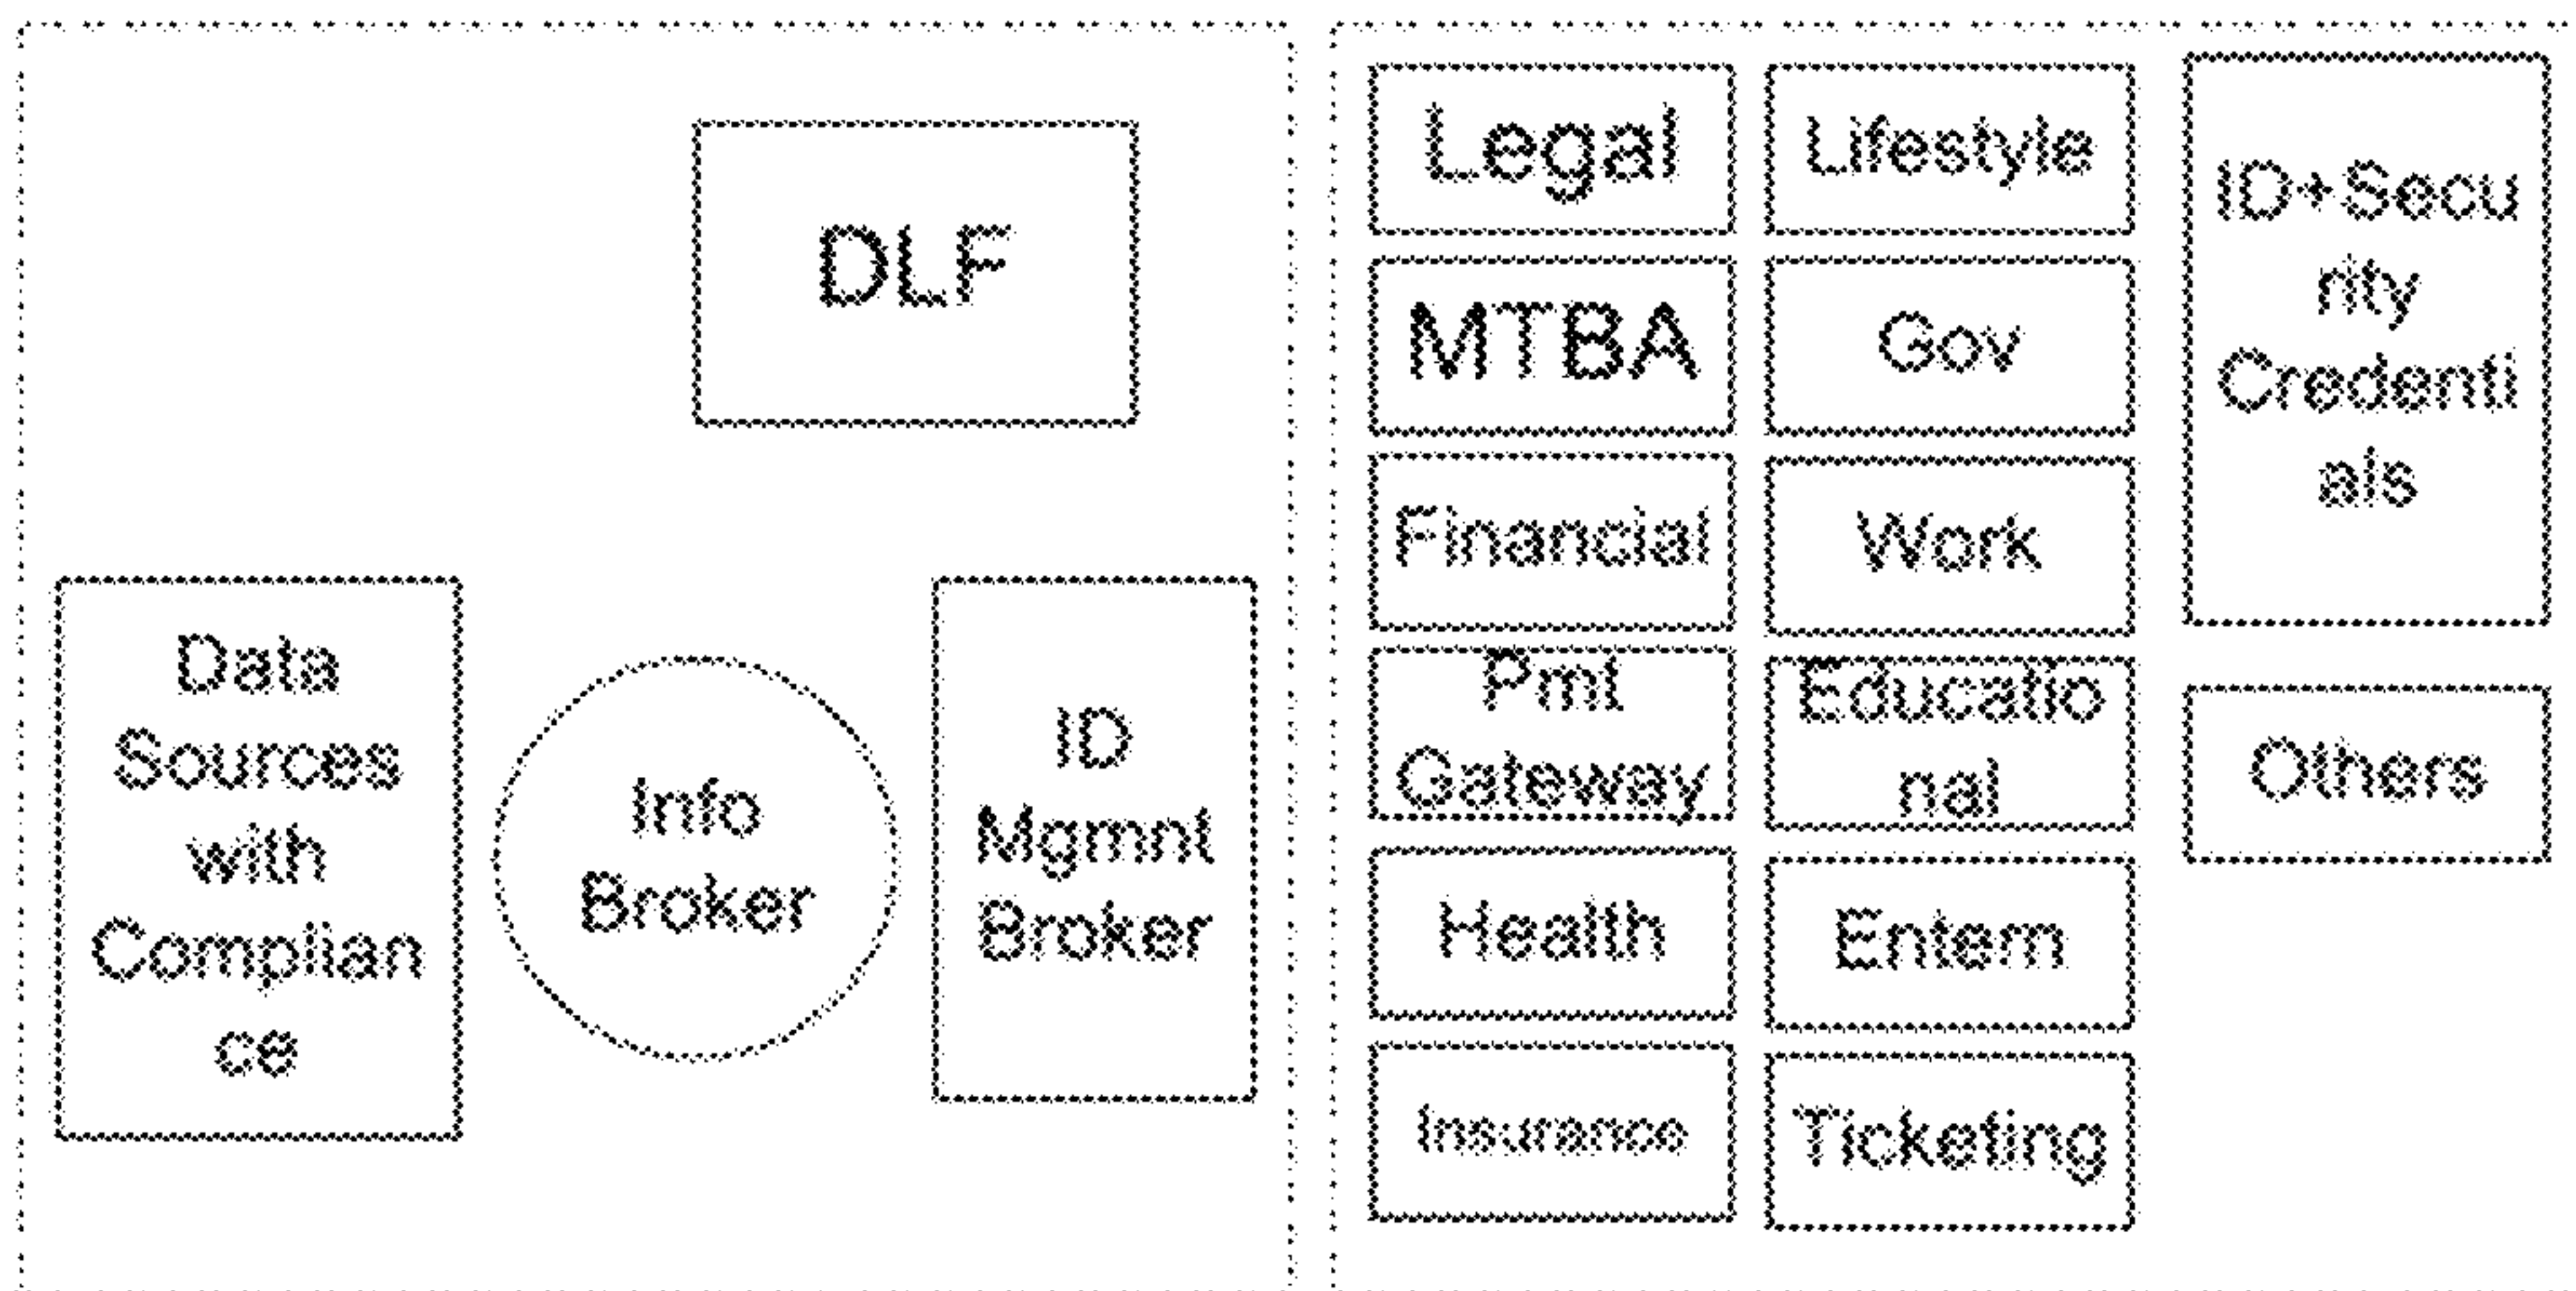 DLF
Data
Sources
with
Complian
ce
Info
Broker
ID
Mgmnt
Broker
Legal
MTBA
Financial
Pmt
Gateway
Health
Insurance
Lifestyle
Gov
Work
Educatio
nal
Entern
Ticketing
ID+Secu
rity
Credenti
als
Others